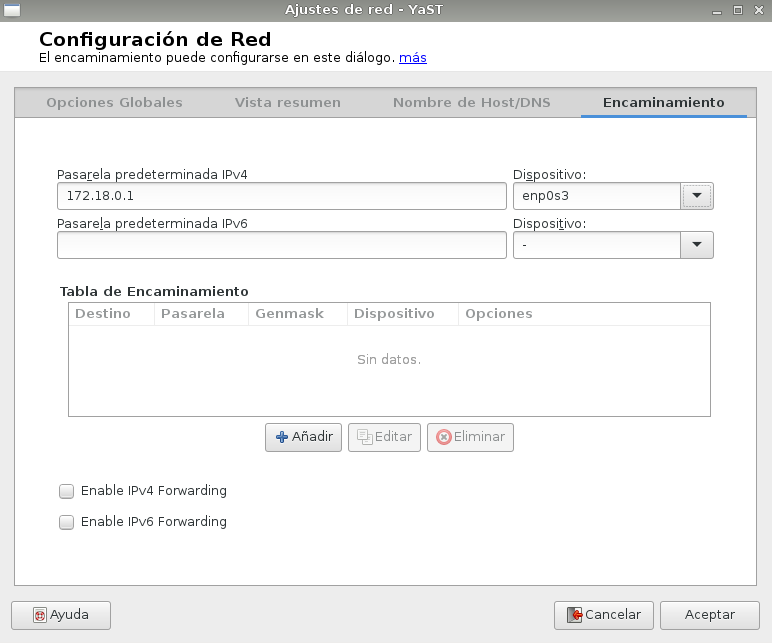 Ajustes de red - YaST
Configuración de Red
El encaminamiento puede configurarse en este diálogo. más
Opciones Globales Vista resumen Nombre de Host/DNS Encaminamiento
Pasarela predeterminada IPv4 Dispositivo:
172.18.0.1 enp0s3
Pasarela predeterminada IPv6 Dispositivo:
-
Tabla de Encaminamiento
Destino Pasarela Genmask Dispositivo Opciones
Sin datos.
Añadir Editar Eliminar
Enable IPv4 Forwarding
Enable IPv6 Forwarding
Ayuda Cancelar Aceptar